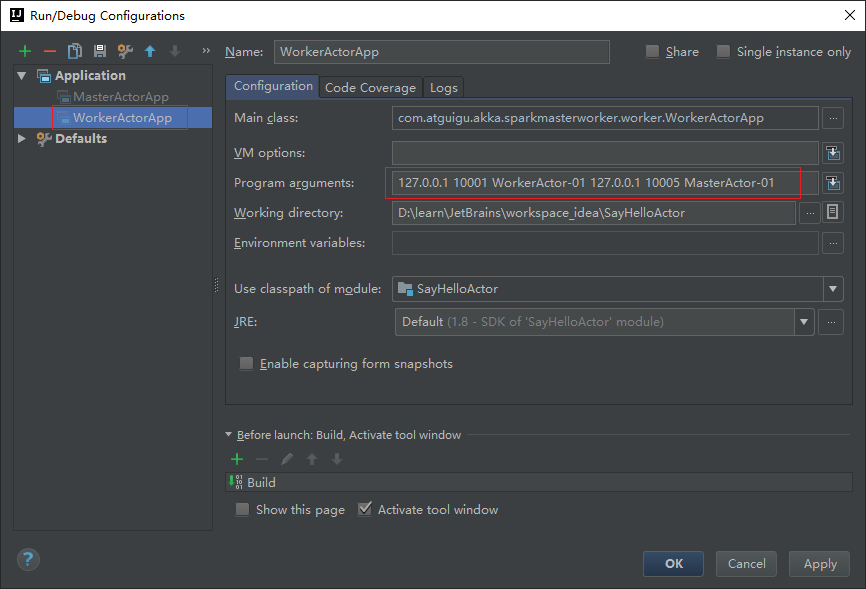 Run/Debug Configurations
Name: WorkerActorApp Share Single instance only
Application
MasterActorApp
WorkerActorApp
Defaults
Configuration Code Coverage Logs
Main class: com.atguigu.akka.sparkmasterworker.worker.WorkerActorApp ...
VM options:
Program arguments: 127.0.0.1 10001 WorkerActor-01 127.0.0.1 10005 MasterActor-01
Working directory: D:\learn\JetBrains\workspace_idea\SayHelloActor ...
Environment variables: ...
Use classpath of module: SayHelloActor
JRE: Default (1.8 - SDK of 'SayHelloActor' module) ...
Enable capturing form snapshots
Before launch: Build, Activate tool window
Build
Show this page Activate tool window
? OK Cancel Apply